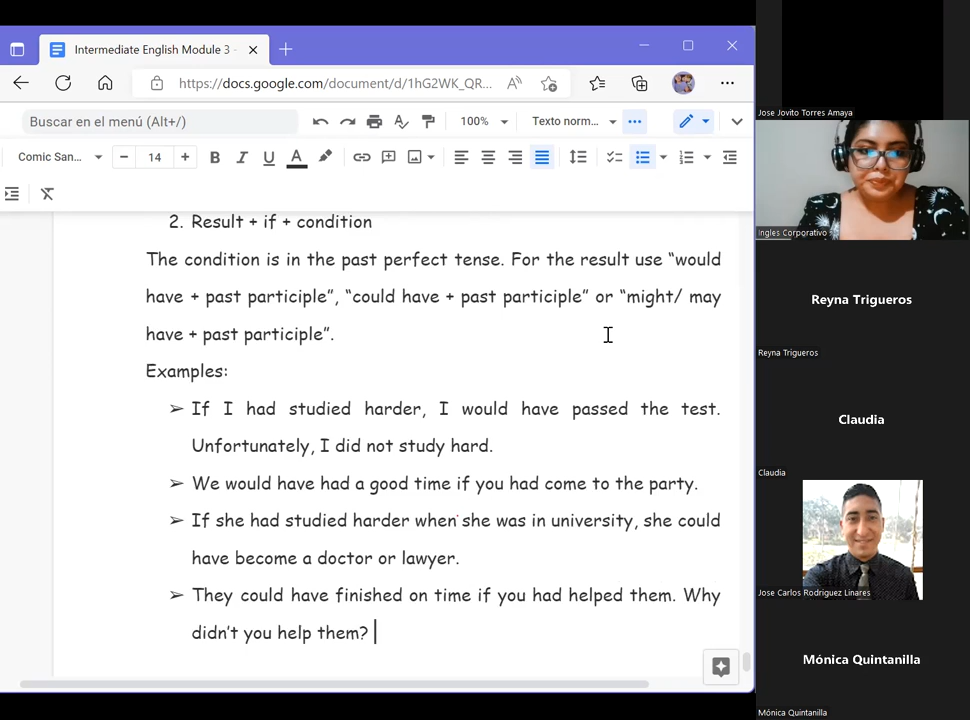 Intermediate English Module 3 -
https://docs.google.com/document/d/1hG2WK_QR...
Buscar en el menú (Alt+/)
100%
Texto norm...
Comic San...
14
2. Result + if + condition
The condition is in the past perfect tense. For the result use “would
have + past participle”, “could have + past participle” or “might/ may
have + past participle”.
Examples:
➢ If I had studied harder, I would have passed the test.
Unfortunately, I did not study hard.
➢ We would have had a good time if you had come to the party.
➢ If she had studied harder when she was in university, she could
have become a doctor or lawyer.
➢ They could have finished on time if you had helped them. Why
didn’t you help them?
Jose Jovito Torres Amaya
Ingles Corporativo
Reyna Trigueros
Reyna Trigueros
Claudia
Claudia
Jose Carlos Rodriguez Linares
Mónica Quintanilla
Mónica Quintanilla